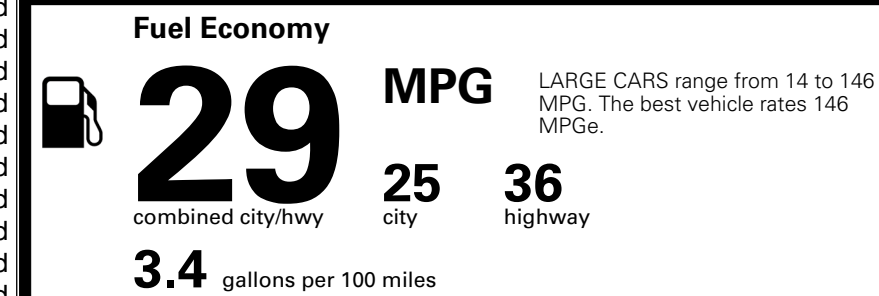 Fuel Economy
29 MPG
LARGE CARS range from 14 to 146
MPG. The best vehicle rates 146
MPGe.
25 36
combined city/hwy city highway
3.4 gallons per 100 miles
d
d
d
d
d
d
d
d
d
d